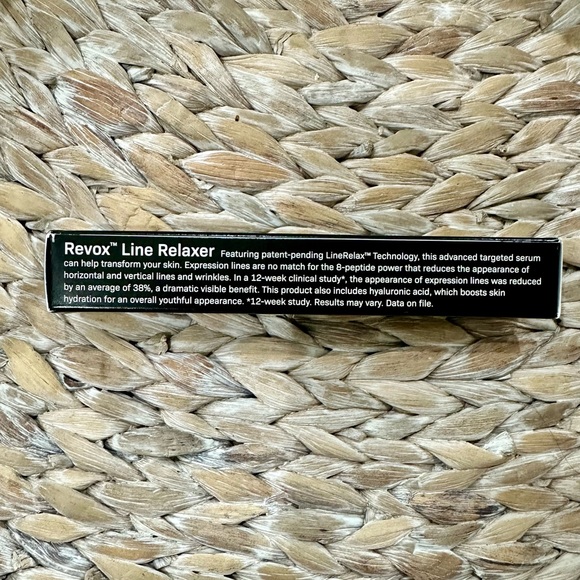 Revox™ Line Relaxer Featuring patent-pending LineRelax™ Technology, this advanced targeted serum
can help transform your skin. Expression lines are no match for the 8-peptide power that reduces the appearance of
horizontal and vertical lines and wrinkles. In a 12-week clinical study*, the appearance of expression lines was reduced
by an average of 38%, a dramatic visible benefit. This product also includes hyaluronic acid, which boosts skin
hydration for an overall youthful appearance. *12-week study. Results may vary. Data on file.